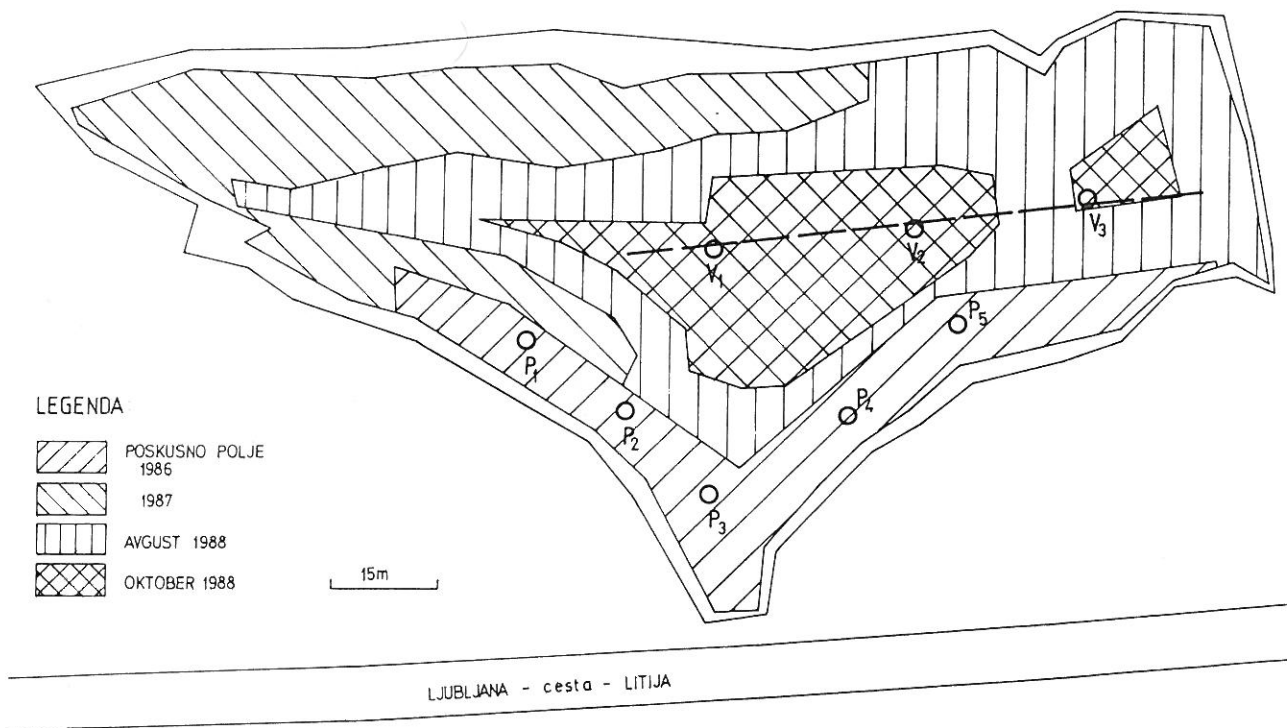 V₁
V₂
V₃
P₁
P₂
P₃
P₄
P₅
LEGENDA
POSKUSNO POLJE
1986
1987
AVGUST 1988
OKTOBER 1988
15m
LJUBLJANA - cesta - LITIJA